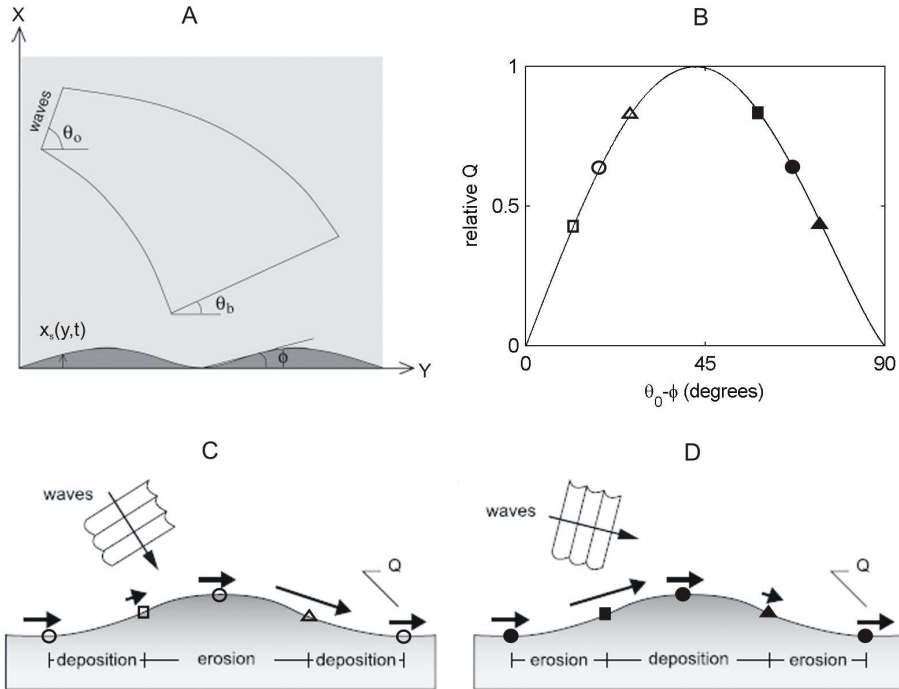 A
X
waves
θo
θb
xs(y,t)
ϕ
Y
B
relative Q
1
0.5
0
0
45
90
θ0-ϕ (degrees)
C
waves
Q
deposition
erosion
deposition
D
waves
Q
erosion
deposition
erosion